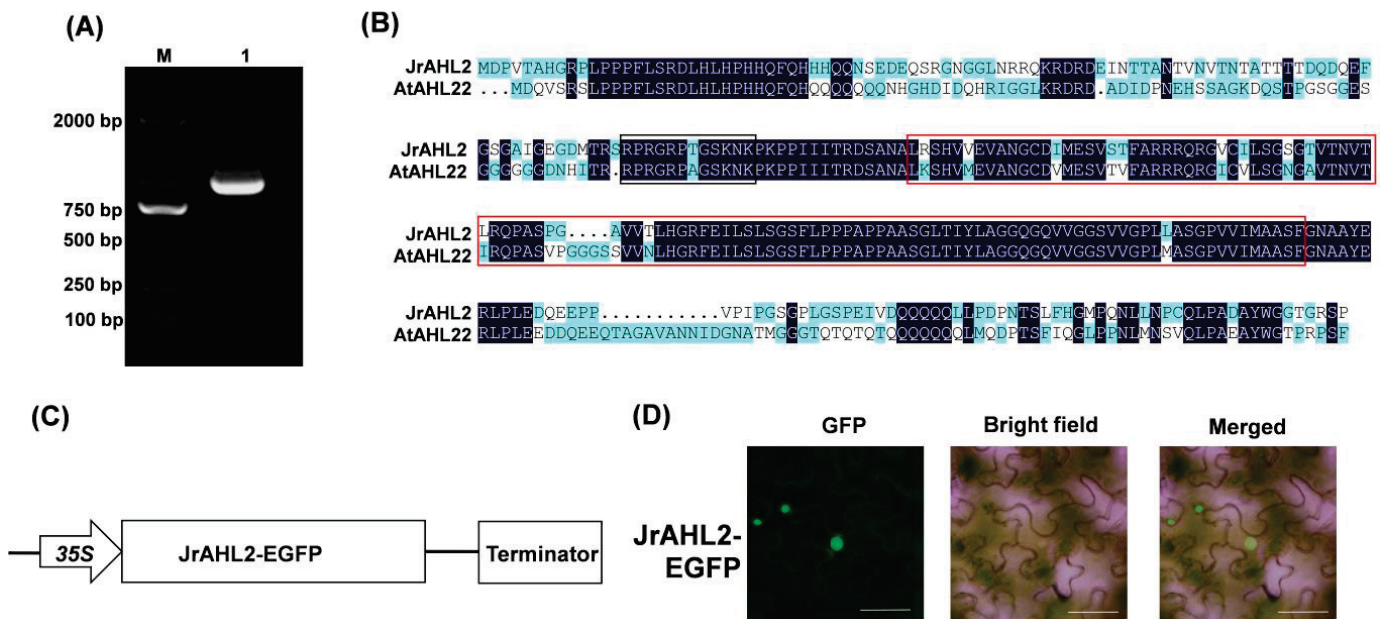 (A)
M 1
2000 bp
750 bp
500 bp
250 bp
100 bp
(B)
JrAHL2 MDPVTAHGRPLPPPFLSRDLHLHPHHQFQHHHQQNSEDEQSRGNGGLNRRQKRDRDEINTTANTVNVTNTATTTTDQDQEF
AtAHL22 ...MDQVSRSLPPPFLSRDLHLHPHHQFQHQQQQQQQNHGHDIDQHRIGGLKRDRD.ADIDPNEHSSAGKDQSTPGSGGES
JrAHL2 GSGAIGEGDMTRSRPRGRPTGSKNKPKPPIIITRDSANALRSHVVEVANGCDIMESVSTFARRRQRGVCILSGSGTVTNVT
AtAHL22 GGGGGGDNHITR.RPRGRPAGSKNKPKPPIIITRDSANALKSHVMEVANGCDVMESVTVFARRRQRGICVLSGNGAVTNVT
JrAHL2 LRQPASPG....AVVTLHGRFEILSLSGSFLPPPAPPAASGLTIYLAGGQGQVVGGSVVGPLLASGPVVIMAASFGNAAYE
AtAHL22 IRQPASVPGGGSSVVNLHGRFEILSLSGSFLPPPAPPAASGLTIYLAGGQGQVVGGSVVGPLMASGPVVIMAASFGNAAYE
JrAHL2 RLPLEDQEEPP...........VPIPGSGPLGSPEIVDQQQQQLLPDPNTSLFHGMPQNLLNPCQLPADAYWGGTGRSP
AtAHL22 RLPLEEDDQEEQTAGAVANNIDGNATMGGGTQTQTQTQQQQQQQLMQDPTSFIQGLPPNLMNSVQLPAEAYWGTPRPSF
(C)
35S JrAHL2-EGFP Terminator
(D)
GFP Bright field Merged
JrAHL2-
EGFP